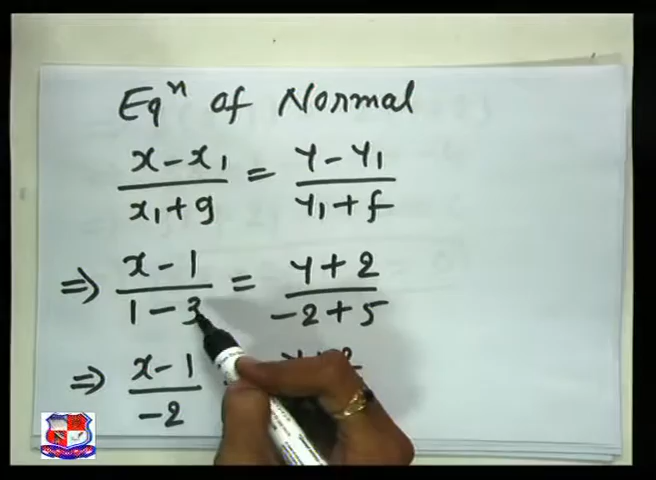 Eqⁿ of Normal
x - x₁ / x₁ + g = y - y₁ / y₁ + f
⇒ x - 1 / 1 - 3 = y + 2 / -2 + 5
⇒ x - 1 / -2